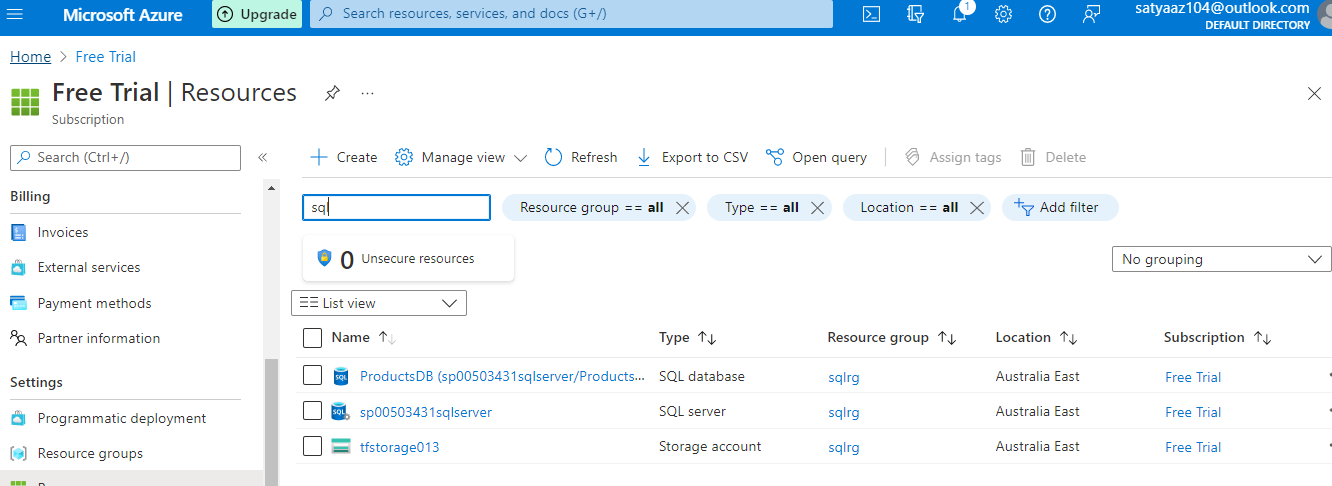 Microsoft Azure
Upgrade
Search resources, services, and docs (G+/)
1
satyaaz104@outlook.com
DEFAULT DIRECTORY
Home > Free Trial
Free Trial | Resources
...
Subscription
Search (Ctrl+/)
«
Billing
Invoices
External services
Payment methods
Partner information
Settings
Programmatic deployment
Resource groups
Create
Manage view
Refresh
Export to CSV
Open query
Assign tags
Delete
sql
Resource group == all
Type == all
Location == all
Add filter
0 Unsecure resources
No grouping
List view
Name Type Resource group Location Subscription
ProductsDB (sp00503431sqlserver/Products... SQL database sqlrg Australia East Free Trial
sp00503431sqlserver SQL server sqlrg Australia East Free Trial
tfstorage013 Storage account sqlrg Australia East Free Trial